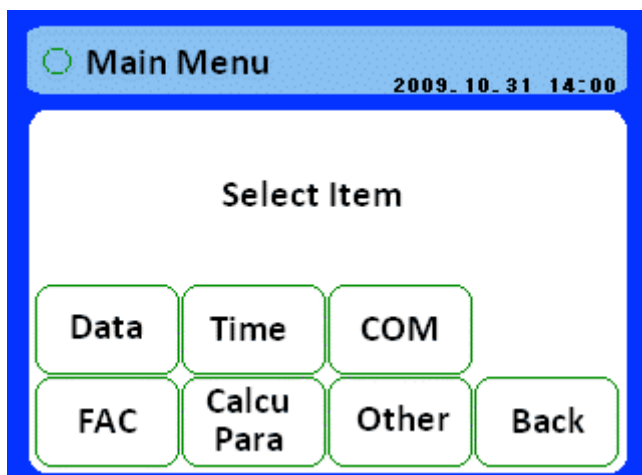 Main Menu
2009.10.31 14:00
Select Item
Data Time COM
FAC Calcu Para Other Back